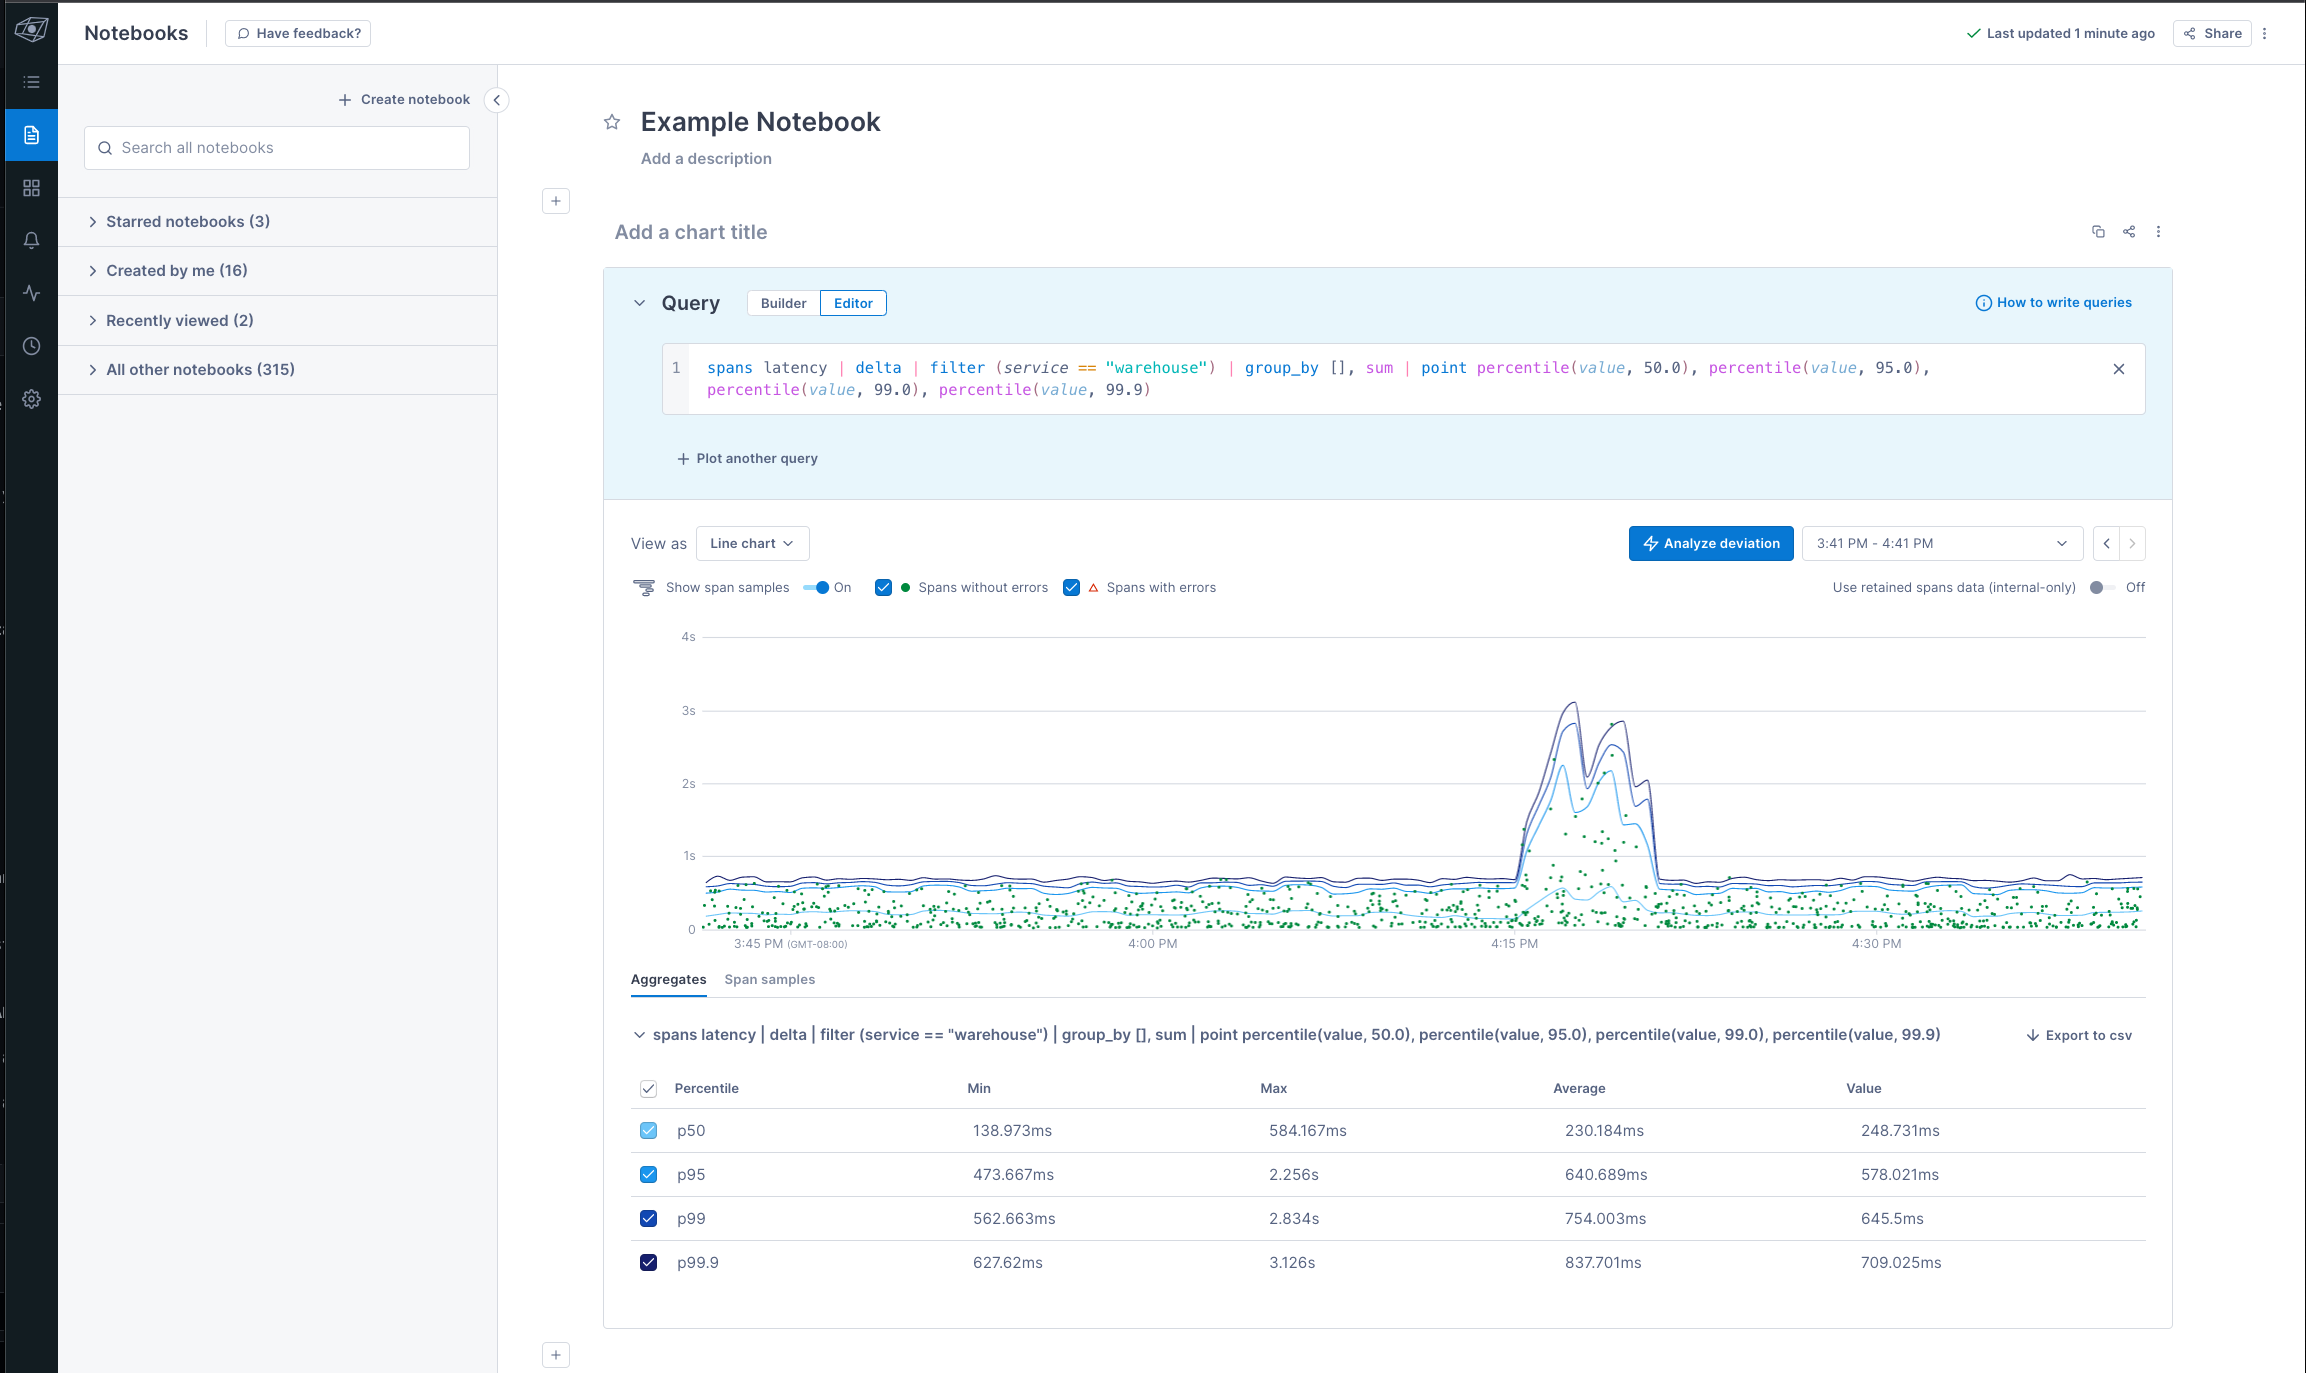 Notebooks
Have feedback?
Last updated 1 minute ago
Share
Create notebook
Search all notebooks
Starred notebooks (3)
Created by me (16)
Recently viewed (2)
All other notebooks (315)
Example Notebook
Add a description
Add a chart title
Query
Builder
Editor
How to write queries
1
spans latency | delta | filter (service == "warehouse") | group_by [], sum | point percentile(value, 50.0), percentile(value, 95.0),
percentile(value, 99.0), percentile(value, 99.9)
Plot another query
View as
Line chart
Analyze deviation
3:41 PM - 4:41 PM
Show span samples
On
Spans without errors
Spans with errors
Use retained spans data (internal-only)
Off
4s
3s
2s
1s
0
3:45 PM (GMT-08:00)
4:00 PM
4:15 PM
4:30 PM
Aggregates
Span samples
spans latency | delta | filter (service == "warehouse") | group_by [], sum | point percentile(value, 50.0), percentile(value, 95.0), percentile(value, 99.0), percentile(value, 99.9)
Export to csv
Percentile Min Max Average Value
p50 138.973ms 584.167ms 230.184ms 248.731ms
p95 473.667ms 2.256s 640.689ms 578.021ms
p99 562.663ms 2.834s 754.003ms 645.5ms
p99.9 627.62ms 3.126s 837.701ms 709.025ms